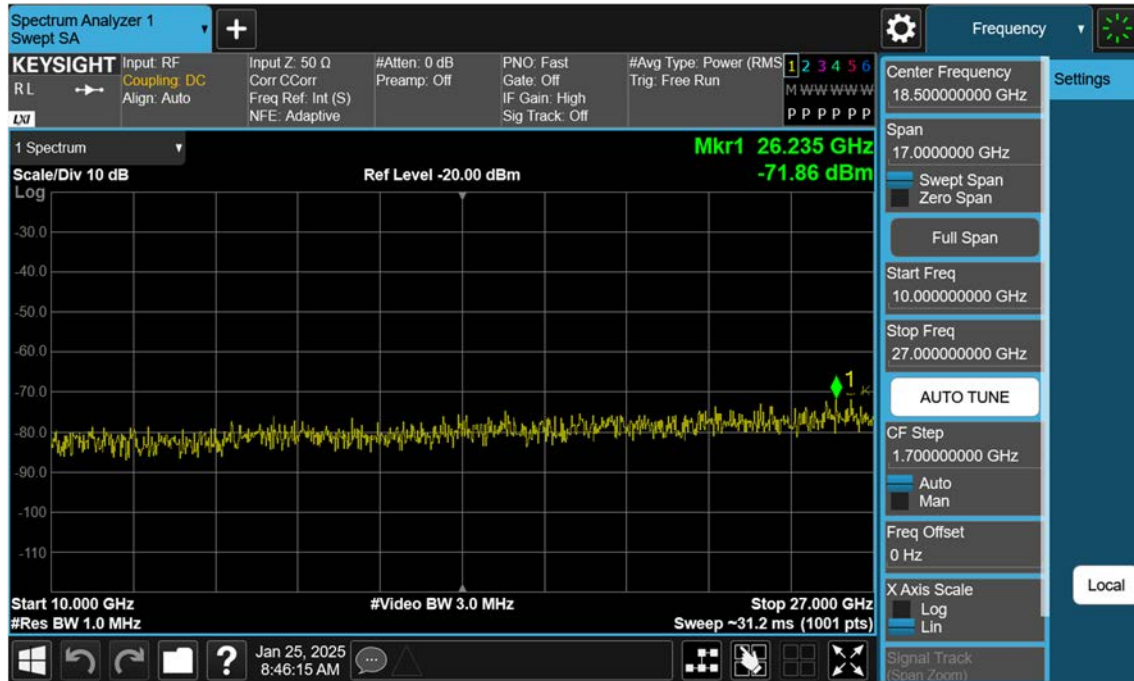 Spectrum Analyzer 1
Swept SA
Frequency
KEYSIGHT
RL
LXI
Input: RF
Coupling: DC
Align: Auto
Input Z: 50 Ω
Corr CCorr
Freq Ref: Int (S)
NFE: Adaptive
#Atten: 0 dB
Preamp: Off
PNO: Fast
Gate: Off
IF Gain: High
Sig Track: Off
#Avg Type: Power (RMS
Trig: Free Run
1 2 3 4 5 6
M W W W W W
P P P P P P
1 Spectrum
Mkr1 26.235 GHz
-71.86 dBm
Scale/Div 10 dB
Ref Level -20.00 dBm
Log
-30.0
-40.0
-50.0
-60.0
-70.0
-80.0
-90.0
-100
-110
1
Start 10.000 GHz
#Video BW 3.0 MHz
Stop 27.000 GHz
#Res BW 1.0 MHz
Sweep ~31.2 ms (1001 pts)
Center Frequency
18.500000000 GHz
Settings
Span
17.0000000 GHz
Swept Span
Zero Span
Full Span
Start Freq
10.000000000 GHz
Stop Freq
27.000000000 GHz
AUTO TUNE
CF Step
1.700000000 GHz
Auto
Man
Freq Offset
0 Hz
X Axis Scale
Log
Lin
Local
Signal Track
(Span Zoom)
?
Jan 25, 2025
8:46:15 AM